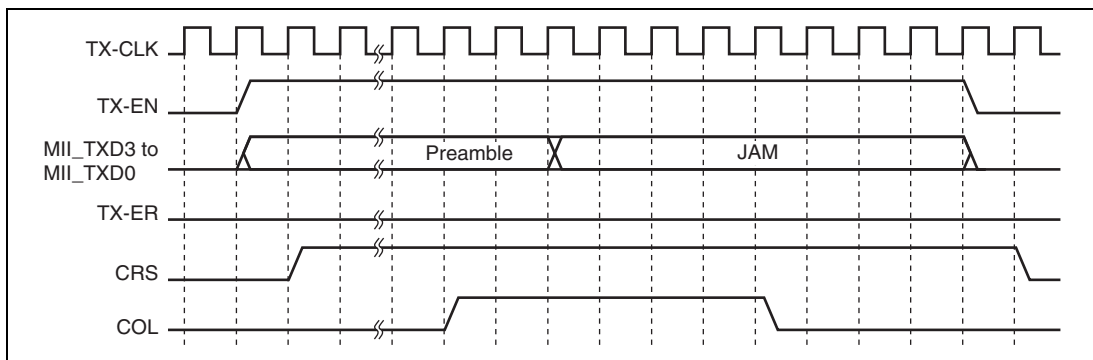 TX-CLK
TX-EN
MII_TXD3 to
MII_TXD0
Preamble
JAM
TX-ER
CRS
COL